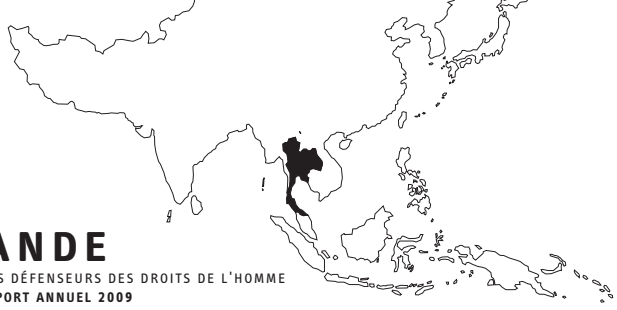 ANDE
S DÉFENSEURS DES DROITS DE L'HOMME
PORT ANNUEL 2009